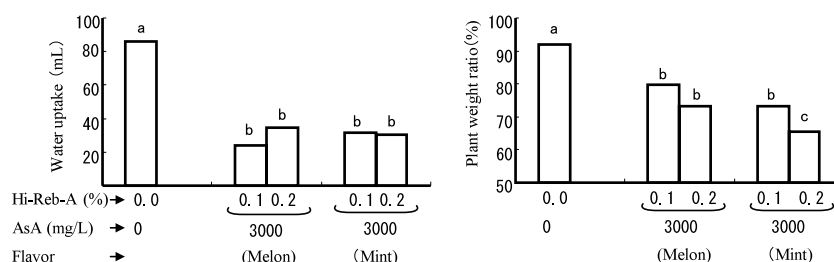 Water uptake (mL)
100
80
60
40
20
a
b
b
b
b
Hi-Reb-A (%)
0.0
0.1 0.2
0.1 0.2
AsA (mg/L)
0
3000
3000
Flavor
(Melon)
(Mint)
Plant weight ratio(%)
100
90
80
70
60
50
a
b
b
b
c
0.0
0.1 0.2
0.1 0.2
0
3000
3000
(Melon)
(Mint)